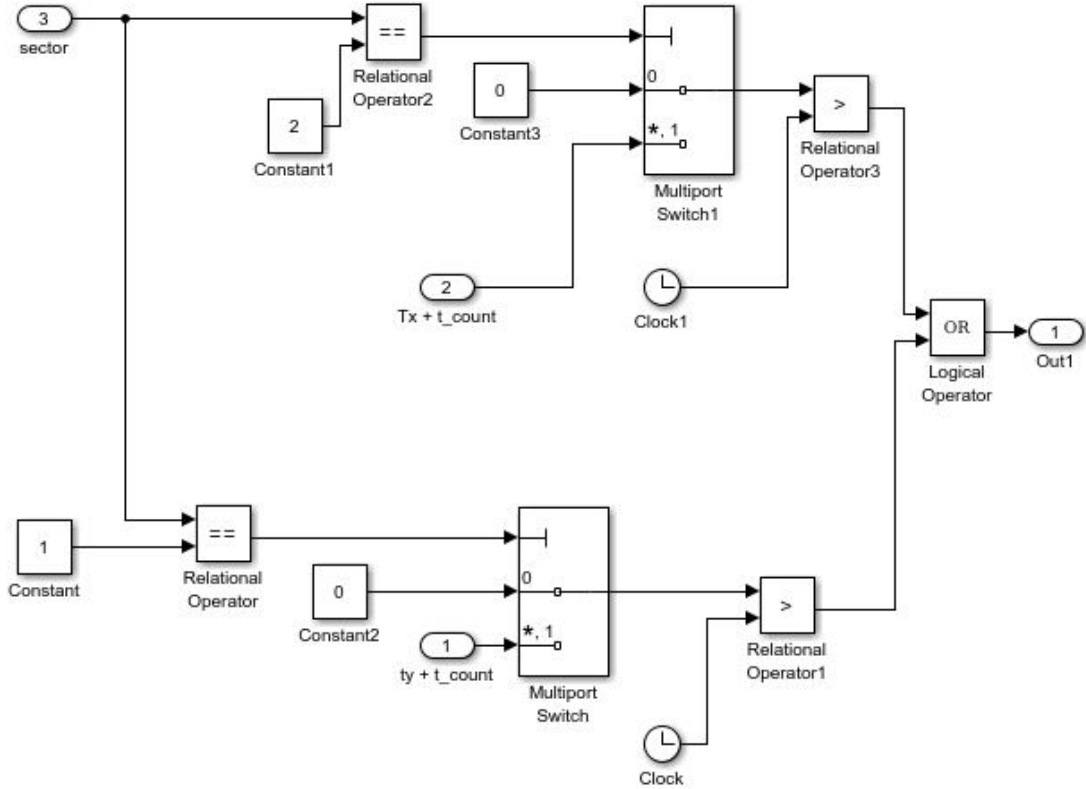 3
sector
==
Relational
Operator2
2
Constant1
0
Constant3
0
*, 1
Multiport
Switch1
>
Relational
Operator3
2
Tx + t_count
Clock1
OR
Logical
Operator
1
Out1
1
Constant
==
Relational
Operator
0
Constant2
0
*, 1
Multiport
Switch
1
ty + t_count
>
Relational
Operator1
Clock